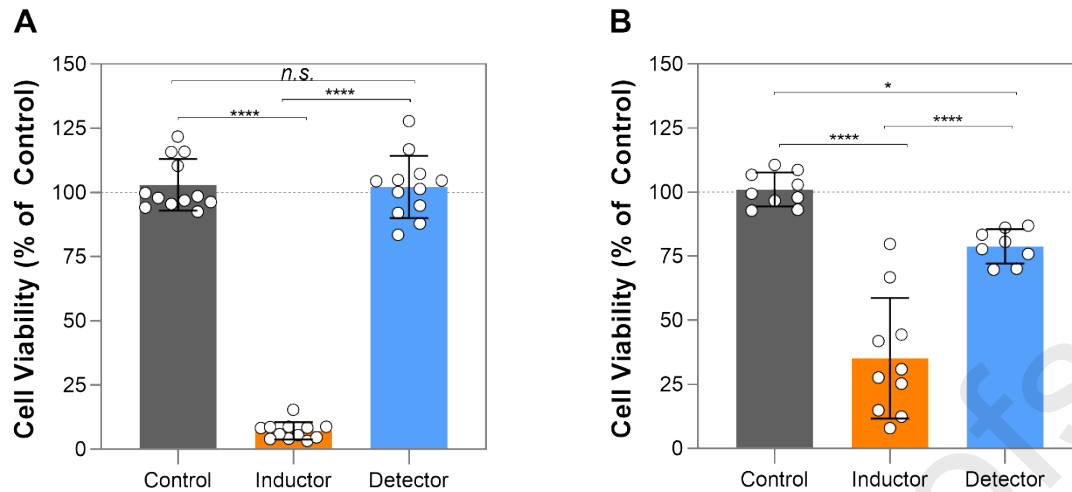 A
Cell Viability (% of Control)
150
125
100
75
50
25
0
n.s.
****
****
Control
Inductor
Detector
B
Cell Viability (% of Control)
150
125
100
75
50
25
0
*
****
****
Control
Inductor
Detector
ofs